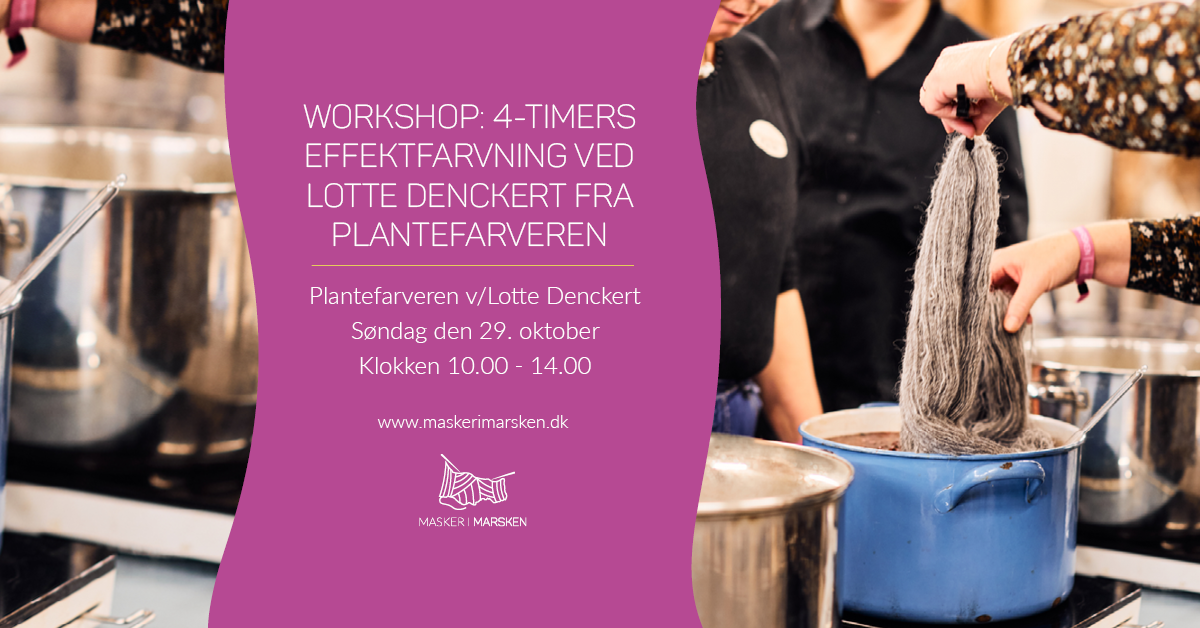 WORKSHOP: 4-TIMERS
EFFEKTFARVNING VED
LOTTE DENCKERT FRA
PLANTEFARVEREN
Plantefarveren v/Lotte Denckert
Søndag den 29. oktober
Klokken 10.00 - 14.00
www.maskerimarsken.dk
MASKER I MARSKEN